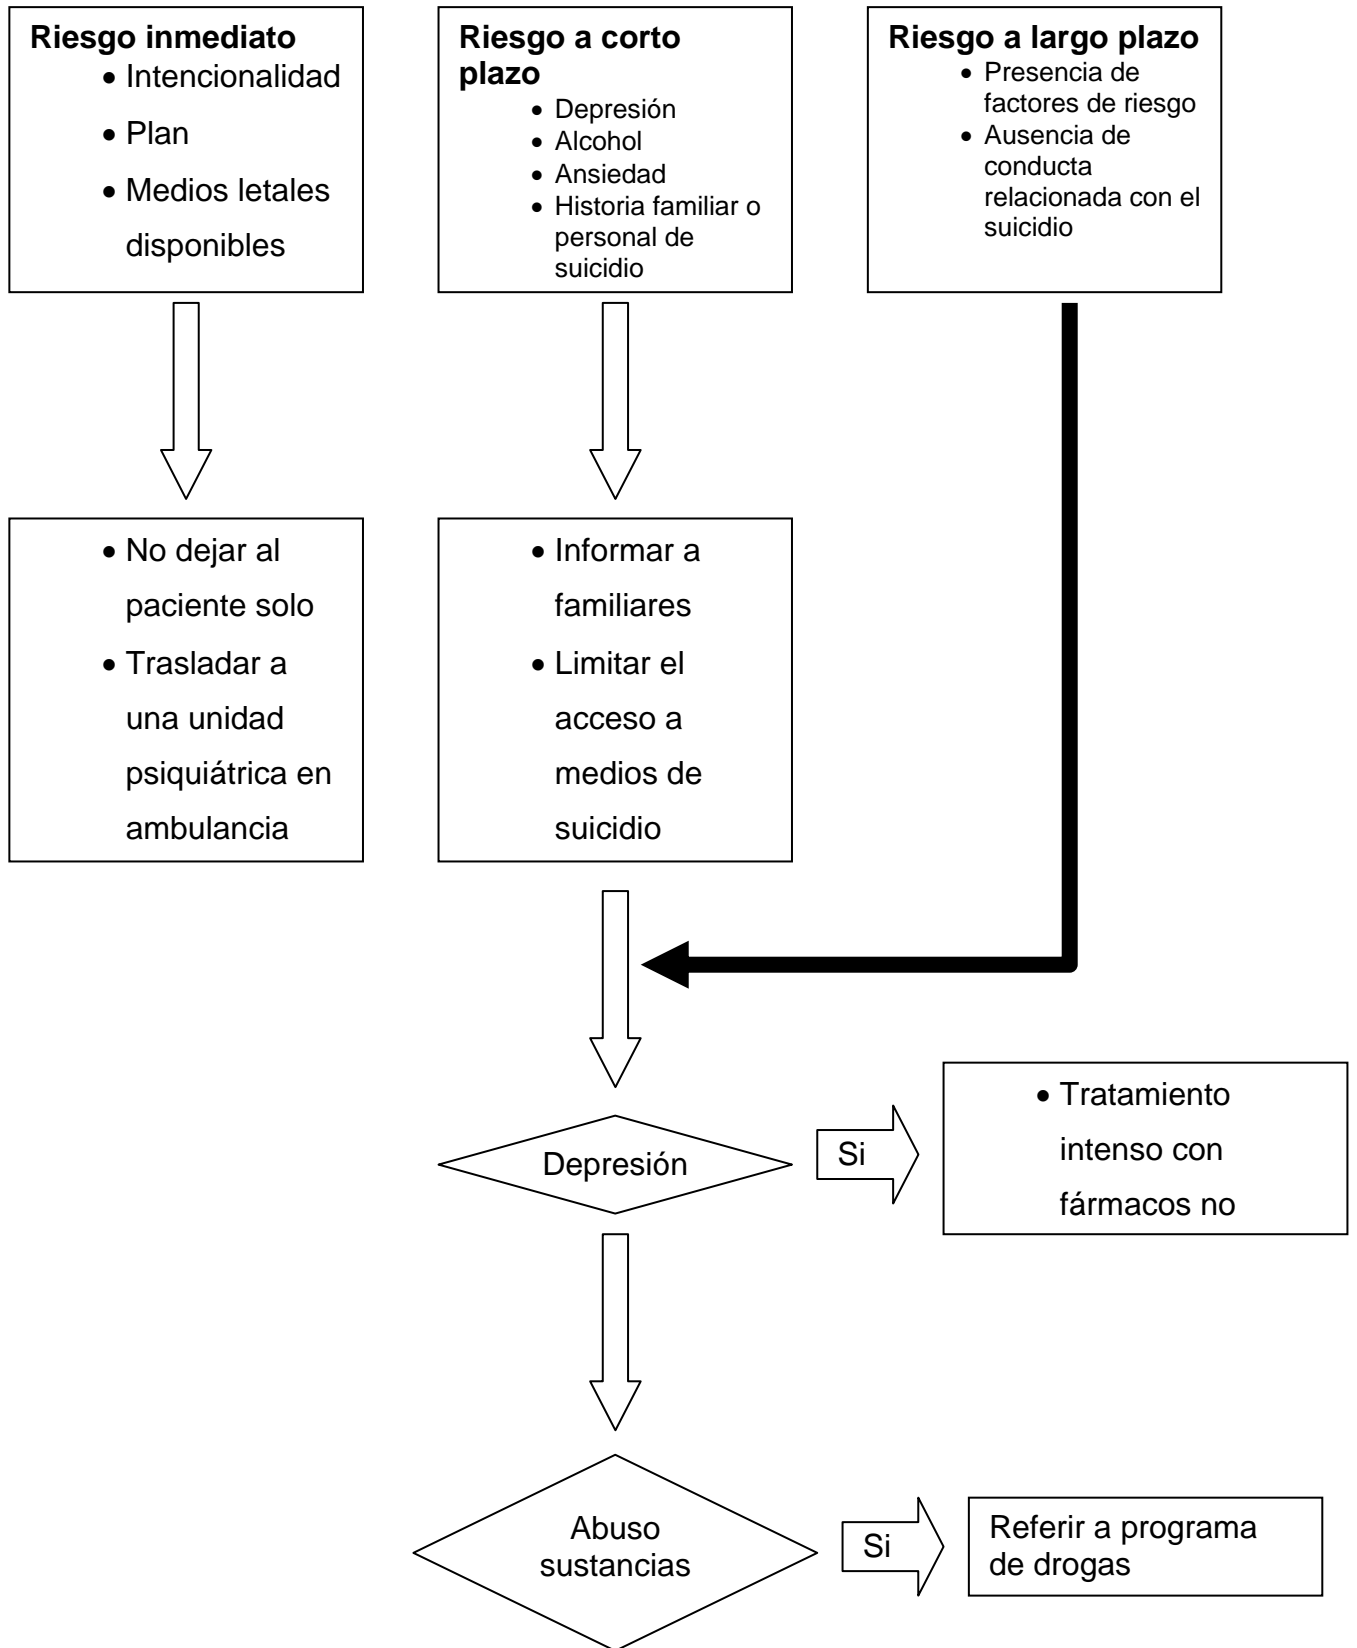 Riesgo inmediato
• Intencionalidad
• Plan
• Medios letales
disponibles
Riesgo a corto
plazo
• Depresión
• Alcohol
• Ansiedad
• Historia familiar o
personal de
suicidio
Riesgo a largo plazo
• Presencia de
factores de riesgo
• Ausencia de
conducta
relacionada con el
suicidio
• No dejar al
paciente solo
• Trasladar a
una unidad
psiquiátrica en
ambulancia
• Informar a
familiares
• Limitar el
acceso a
medios de
suicidio
Depresión
Si
• Tratamiento
intenso con
fármacos no
Abuso
sustancias
Si
Referir a programa
de drogas